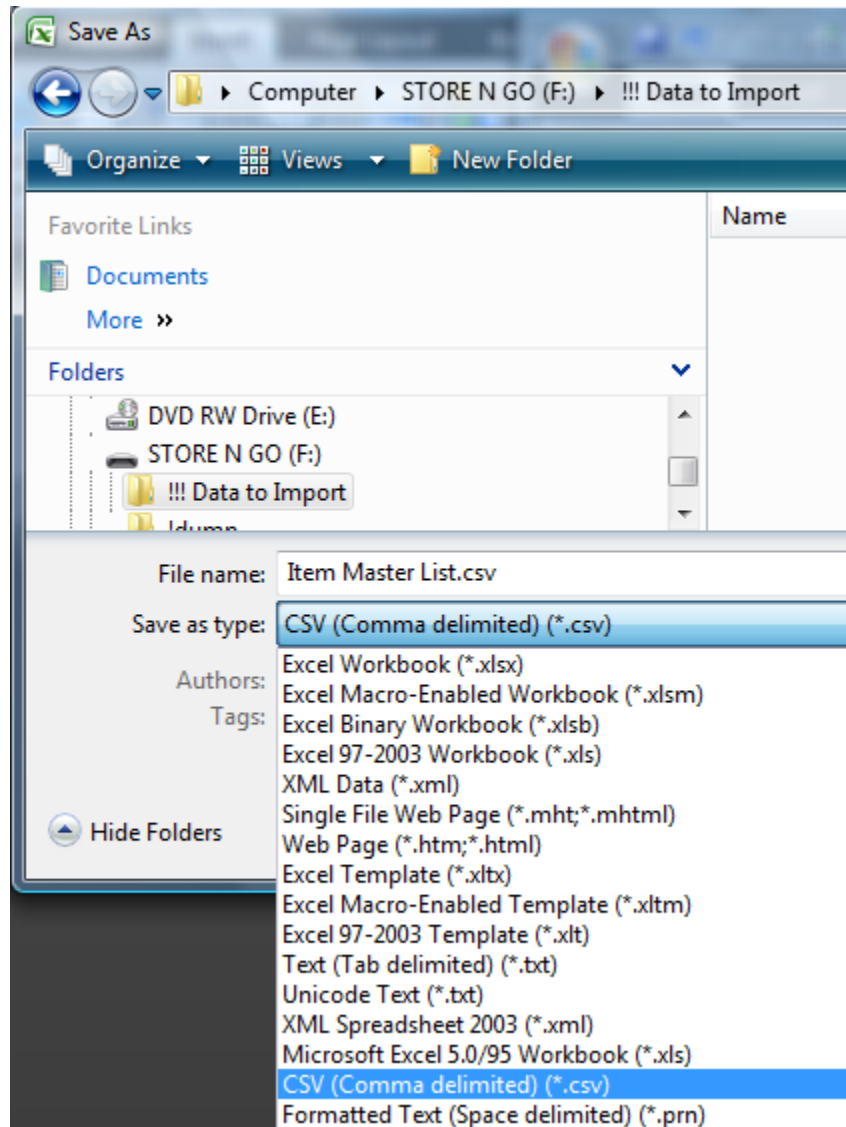 Save As
Computer STORE N GO (F:) !!! Data to Import
Organize Views New Folder
Favorite Links
Name
Documents
More »
Folders
DVD RW Drive (E:)
STORE N GO (F:)
!!! Data to Import
!dump
File name: Item Master List.csv
Save as type: CSV (Comma delimited) (*.csv)
Authors:
Tags:
Excel Workbook (*.xlsx)
Excel Macro-Enabled Workbook (*.xlsm)
Excel Binary Workbook (*.xlsb)
Excel 97-2003 Workbook (*.xls)
XML Data (*.xml)
Single File Web Page (*.mht;*.mhtml)
Web Page (*.htm;*.html)
Excel Template (*.xltx)
Excel Macro-Enabled Template (*.xltm)
Excel 97-2003 Template (*.xlt)
Text (Tab delimited) (*.txt)
Unicode Text (*.txt)
XML Spreadsheet 2003 (*.xml)
Microsoft Excel 5.0/95 Workbook (*.xls)
CSV (Comma delimited) (*.csv)
Formatted Text (Space delimited) (*.prn)
Hide Folders